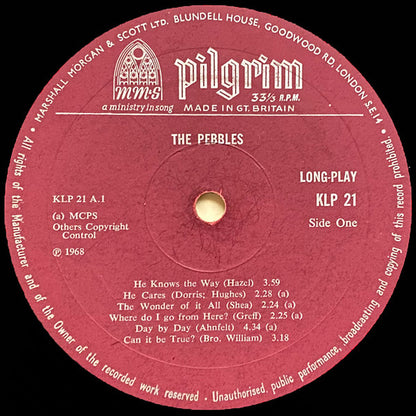 MARSHALL MORGAN & SCOTT LTD. BLUNDELL HOUSE, GOODWOOD RD. LONDON S.E.14 •
MMS
pilgrim
33⅓ R.P.M.
a ministry in song
MADE IN GT. BRITAIN
THE PEBBLES
LONG-PLAY
KLP 21 A.1
KLP 21
(a) MCPS
Side One
Others Copyright
Control
℗ 1968
He Knows the Way (Hazel) 3.59
He Cares (Dorris; Hughes) 2.28 (a)
The Wonder of it All (Shea) 2.24 (a)
Where do I go from Here? (Greff) 2.25 (a)
Day by Day (Ahnfelt) 4.34 (a)
Can it be True? (Bro. William) 3.18
• All rights of the Manufacturer and of the Owner of the recorded work reserved • Unauthorised, public performance, broadcasting and copying of this record prohibited.